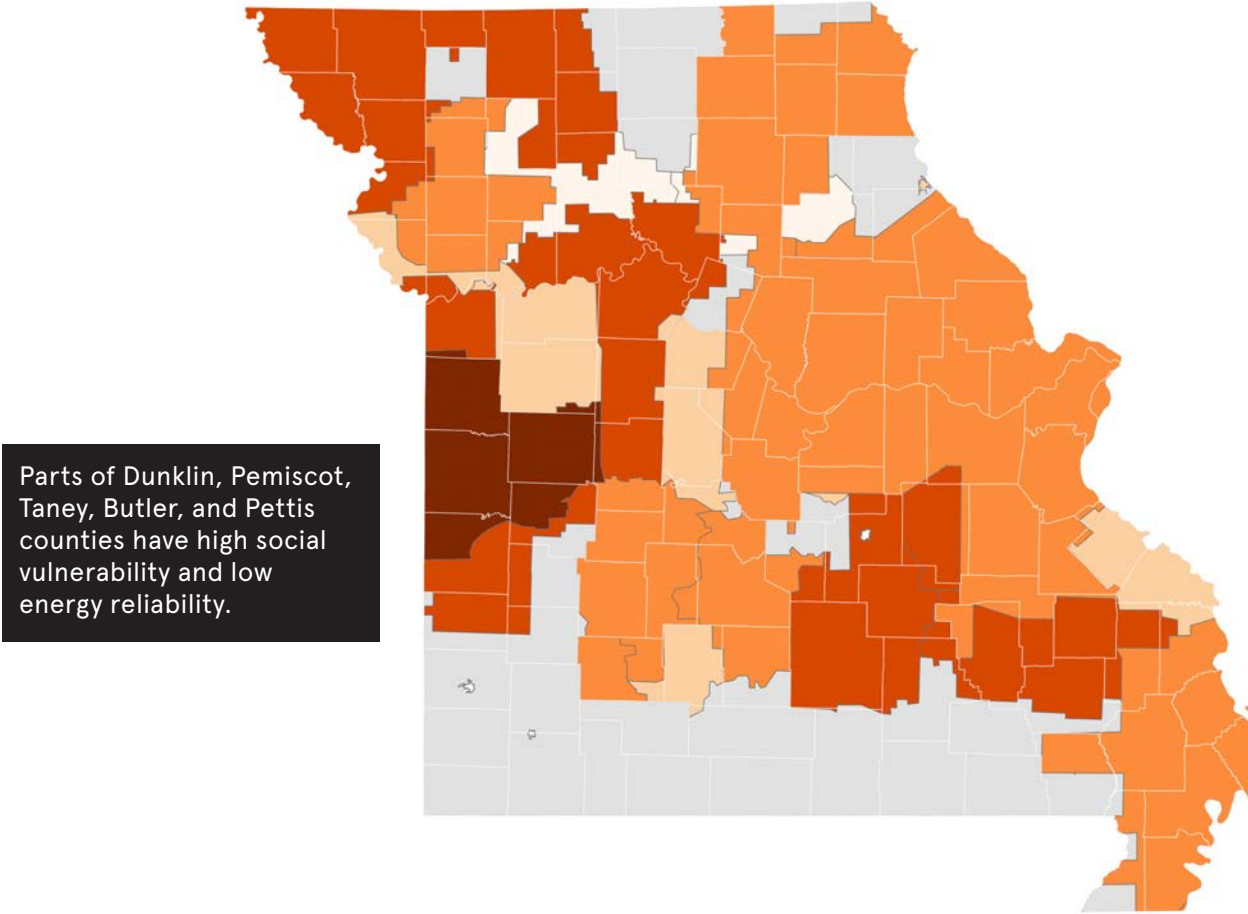 Parts of Dunklin, Pemiscot,
Taney, Butler, and Pettis
counties have high social
vulnerability and low
energy reliability.